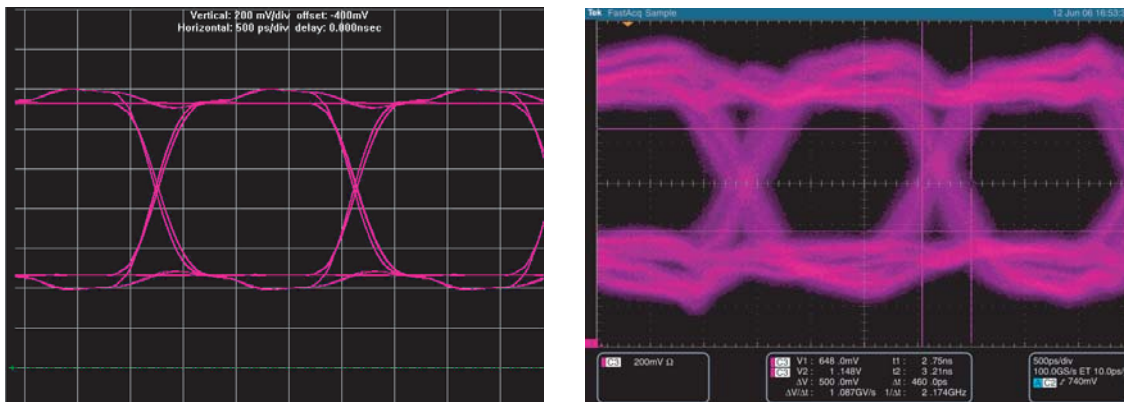 Vertical: 200 mV/div offset: -400mV
Horizontal: 500 ps/div delay: 0.000nsec
Tek FastAcq Sample
12 Jun 06 16:53:3
C3 200mV Ω
C3 V1 : 648 .0mV t1 : 2 .75ns
C3 V2 : 1 .148V t2 : 3 .21ns
ΔV : 500 .0mV Δt : 460 .0ps
ΔV/Δt : 1 .087GV/s 1/Δt : 2 .174GHz
500ps/div
100.0GS/s ET 10.0ps/
A C2 740mV